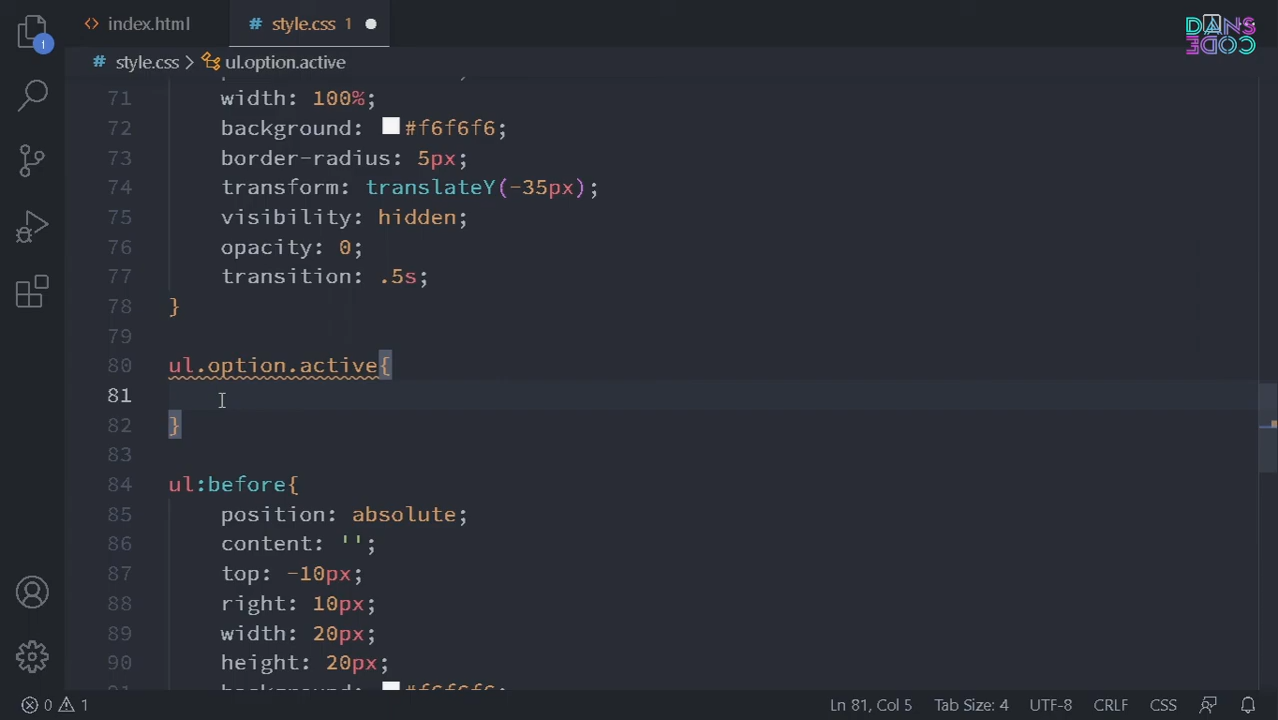 1
index.html
# style.css 1
DANS
CODE
# style.css > ul.option.active
71 width: 100%;
72 background: #f6f6f6;
73 border-radius: 5px;
74 transform: translateY(-35px);
75 visibility: hidden;
76 opacity: 0;
77 transition: .5s;
78 }
79
80 ul.option.active{
81
82 }
83
84 ul:before{
85 position: absolute;
86 content: '';
87 top: -10px;
88 right: 10px;
89 width: 20px;
90 height: 20px;
background: #f6f6f6;
0 1
Ln 81, Col 5 Tab Size: 4 UTF-8 CRLF CSS